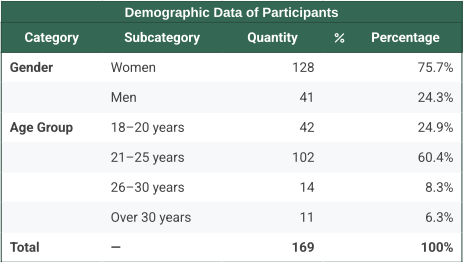 Demographic Data of Participants
Category Subcategory Quantity % Percentage
Gender Women 128 75.7%
Men 41 24.3%
Age Group 18–20 years 42 24.9%
21–25 years 102 60.4%
26–30 years 14 8.3%
Over 30 years 11 6.3%
Total — 169 100%